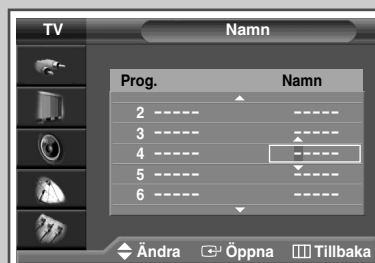 TV Namn
Prog. Namn
2 ----- -----
3 ----- -----
4 ----- -----
5 ----- -----
6 ----- -----
Ändra Öppna Tillbaka